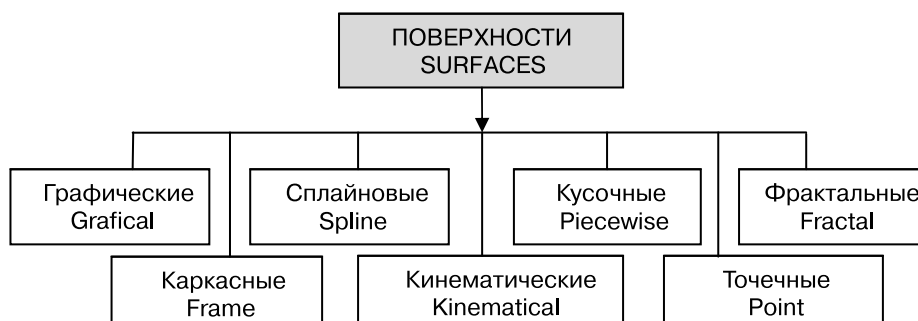 ПОВЕРХНОСТИ
SURFACES
Графические
Grafical
Сплайновые
Spline
Кусочные
Piecewise
Фрактальные
Fractal
Каркасные
Frame
Кинематические
Kinematical
Точечные
Point